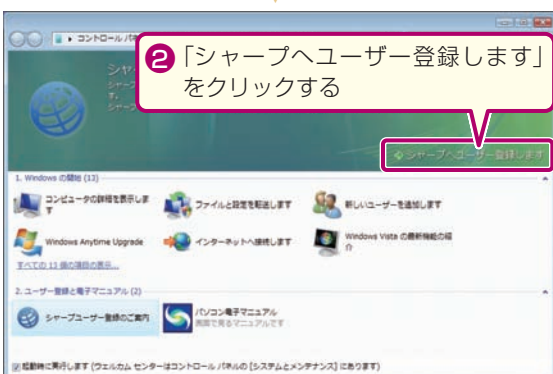 コントロール パネ
❷「シャープへユーザー登録します」
をクリックする
シャープへユーザー登録します
1. Windows の開始 (13)
コンピュータの詳細を表示しま
す
ファイルと設定を転送します
新しいユーザーを追加します
Windows Anytime Upgrade
インターネットへ接続します
Windows Vista の最新機能の紹
介
すべての 13 個の項目の表示...
2. ユーザー登録と電子マニュアル (2)
シャープユーザー登録のご案内
パソコン電子マニュアル
画面で見るマニュアルです
起動時に実行します (ウェルカム センターはコントロール パネルの [システムとメンテナンス] にあります)